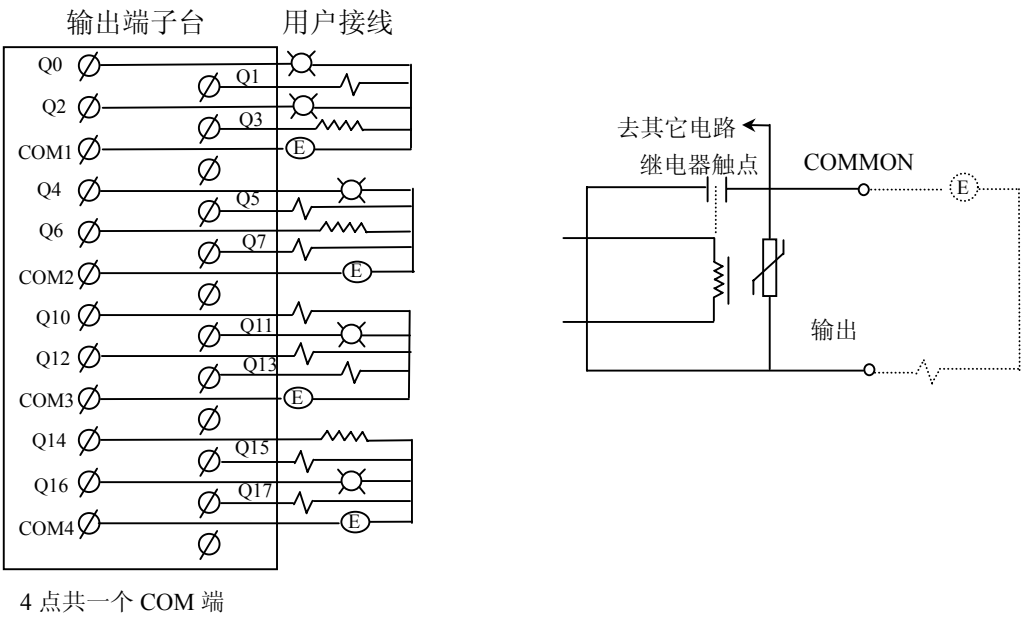 输出端子台
用户接线
Q0
Q1
Q2
Q3
COM1
E
Q4
Q5
Q6
Q7
COM2
E
Q10
Q11
Q12
Q13
COM3
E
Q14
Q15
Q16
Q17
COM4
E
4 点共一个 COM 端
去其它电路
继电器触点
COMMON
E
输出